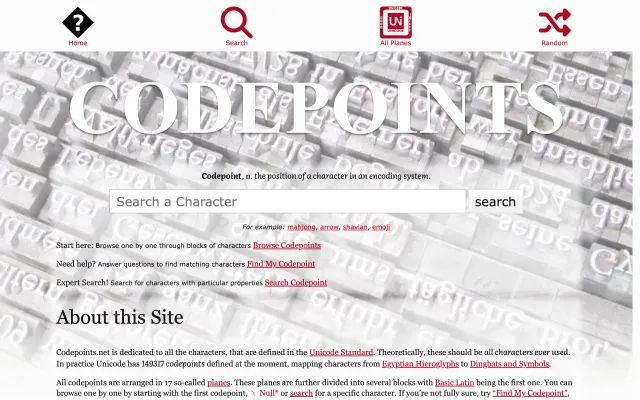 Home
Search
All Planes
Random
CODEPOINTS
Codepoint, n. the position of a character in an encoding system.
Search a Character
search
For example: mahjong, arrow, shavian, emoji
Start here: Browse one by one through blocks of characters Browse Codepoints
Need help? Answer questions to find matching characters Find My Codepoint
Expert Search! Search for characters with particular properties Search Codepoint
About this Site
Codepoints.net is dedicated to all the characters, that are defined in the Unicode Standard. Theoretically, these should be all characters ever used.
In practice Unicode has 149317 codepoints defined at the moment, mapping characters from Egyptian Hieroglyphs to Dingbats and Symbols.
All codepoints are arranged in 17 so-called planes. These planes are further divided into several blocks with Basic Latin being the first one. You can
browse one by one by starting with the first codepoint, Null* or search for a specific character. If you're not fully sure, try “Find My Codepoint”,